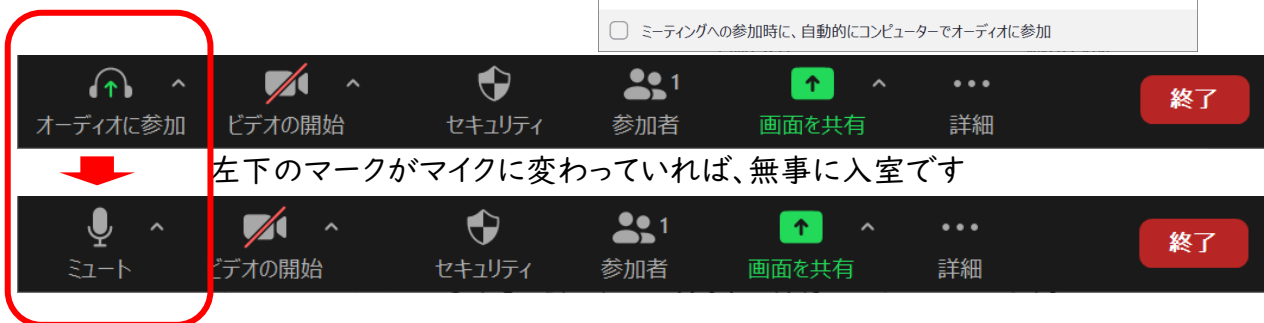 ミーティングへの参加時に、自動的にコンピューターでオーディオに参加
1
終了
オーディオに参加 ビデオの開始 セキュリティ 参加者 画面を共有 詳細
左下のマークがマイクに変わっていれば、無事に入室です
1
終了
ミュート ビデオの開始 セキュリティ 参加者 画面を共有 詳細